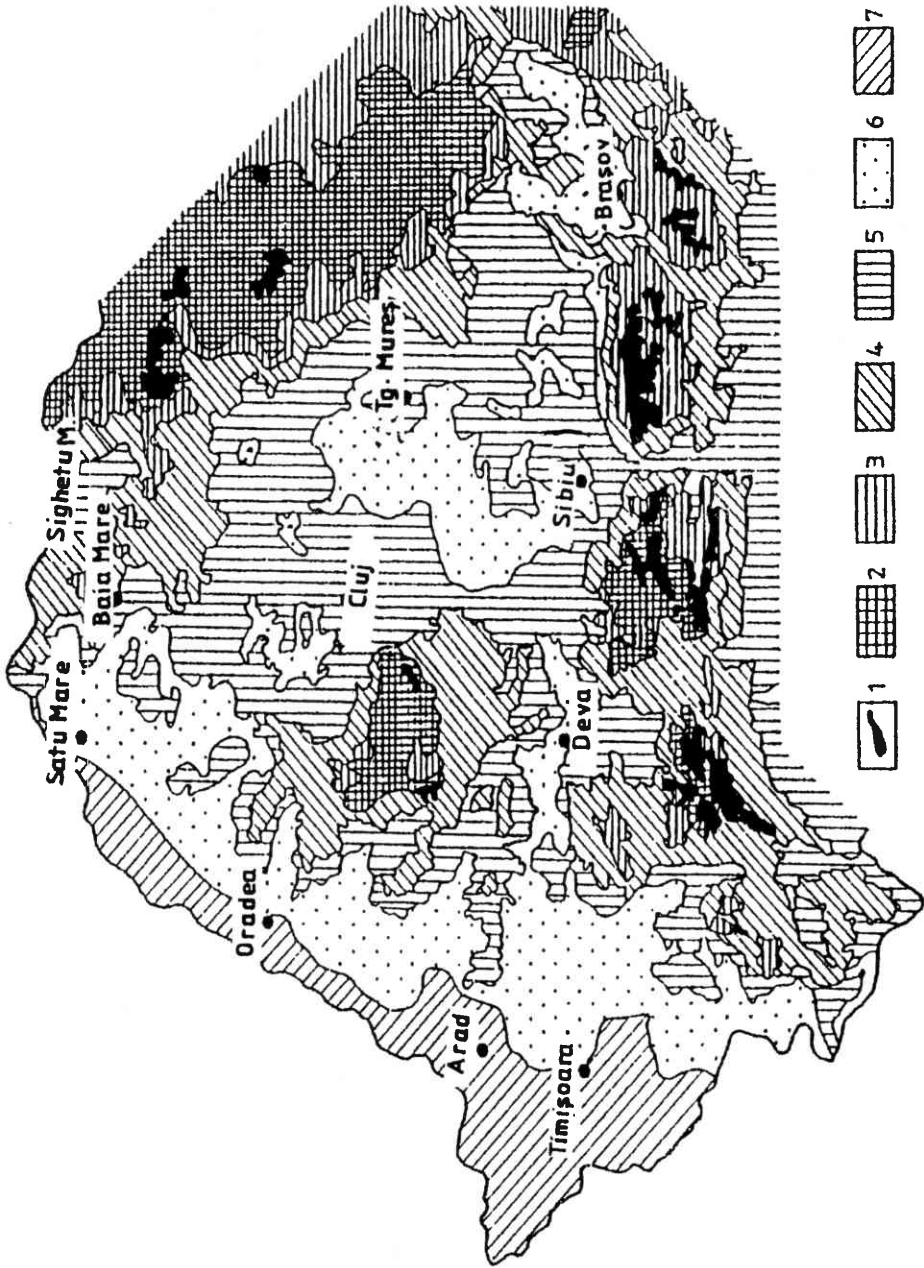 Satu Mare
Sighetu M.
Baia Mare
Oradea
Cluj
Tg. Mureș
Arad
Timișoara
Deva
Sibiu
Brașov
1
2
3
4
5
6
7